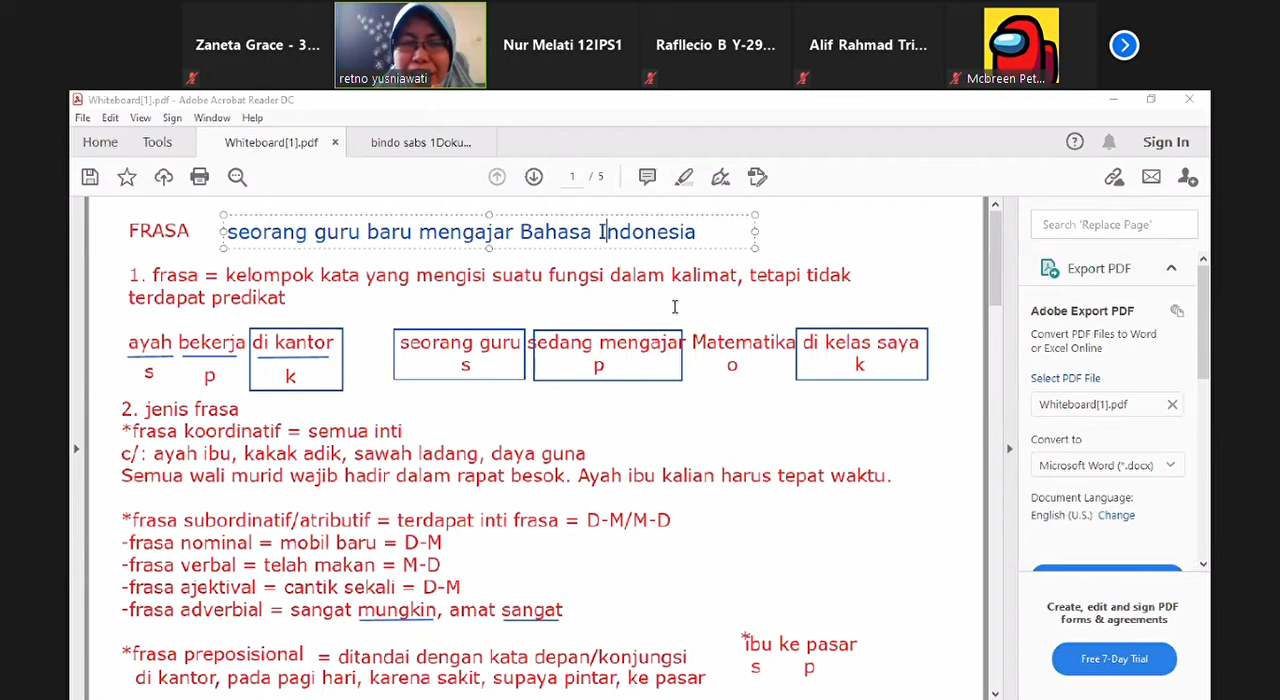 Zaneta Grace - 3...
retno yusniawati
Nur Melati 12IPS1
Rafllecio B Y-29...
Alif Rahmad Tri...
Mcbreen Pet...
Whiteboard[1].pdf - Adobe Acrobat Reader DC
File Edit View Sign Window Help
Home Tools Whiteboard[1].pdf × bindo sabs 1Doku... Sign In
1 / 5
FRASA seorang guru baru mengajar Bahasa Indonesia
1. frasa = kelompok kata yang mengisi suatu fungsi dalam kalimat, tetapi tidak
terdapat predikat
ayah bekerja di kantor seorang guru sedang mengajar Matematika di kelas saya
s p k s p o k
2. jenis frasa
*frasa koordinatif = semua inti
c/: ayah ibu, kakak adik, sawah ladang, daya guna
Semua wali murid wajib hadir dalam rapat besok. Ayah ibu kalian harus tepat waktu.
*frasa subordinatif/atributif = terdapat inti frasa = D-M/M-D
-frasa nominal = mobil baru = D-M
-frasa verbal = telah makan = M-D
-frasa ajektival = cantik sekali = D-M
-frasa adverbial = sangat mungkin, amat sangat
*frasa preposisional = ditandai dengan kata depan/konjungsi
di kantor, pada pagi hari, karena sakit, supaya pintar, ke pasar
*ibu ke pasar
s p
Search 'Replace Page'
Export PDF
Adobe Export PDF
Convert PDF Files to Word
or Excel Online
Select PDF File
Whiteboard[1].pdf
Convert to
Microsoft Word (*.docx)
Document Language:
English (U.S.) Change
Create, edit and sign PDF
forms & agreements
Free 7-Day Trial